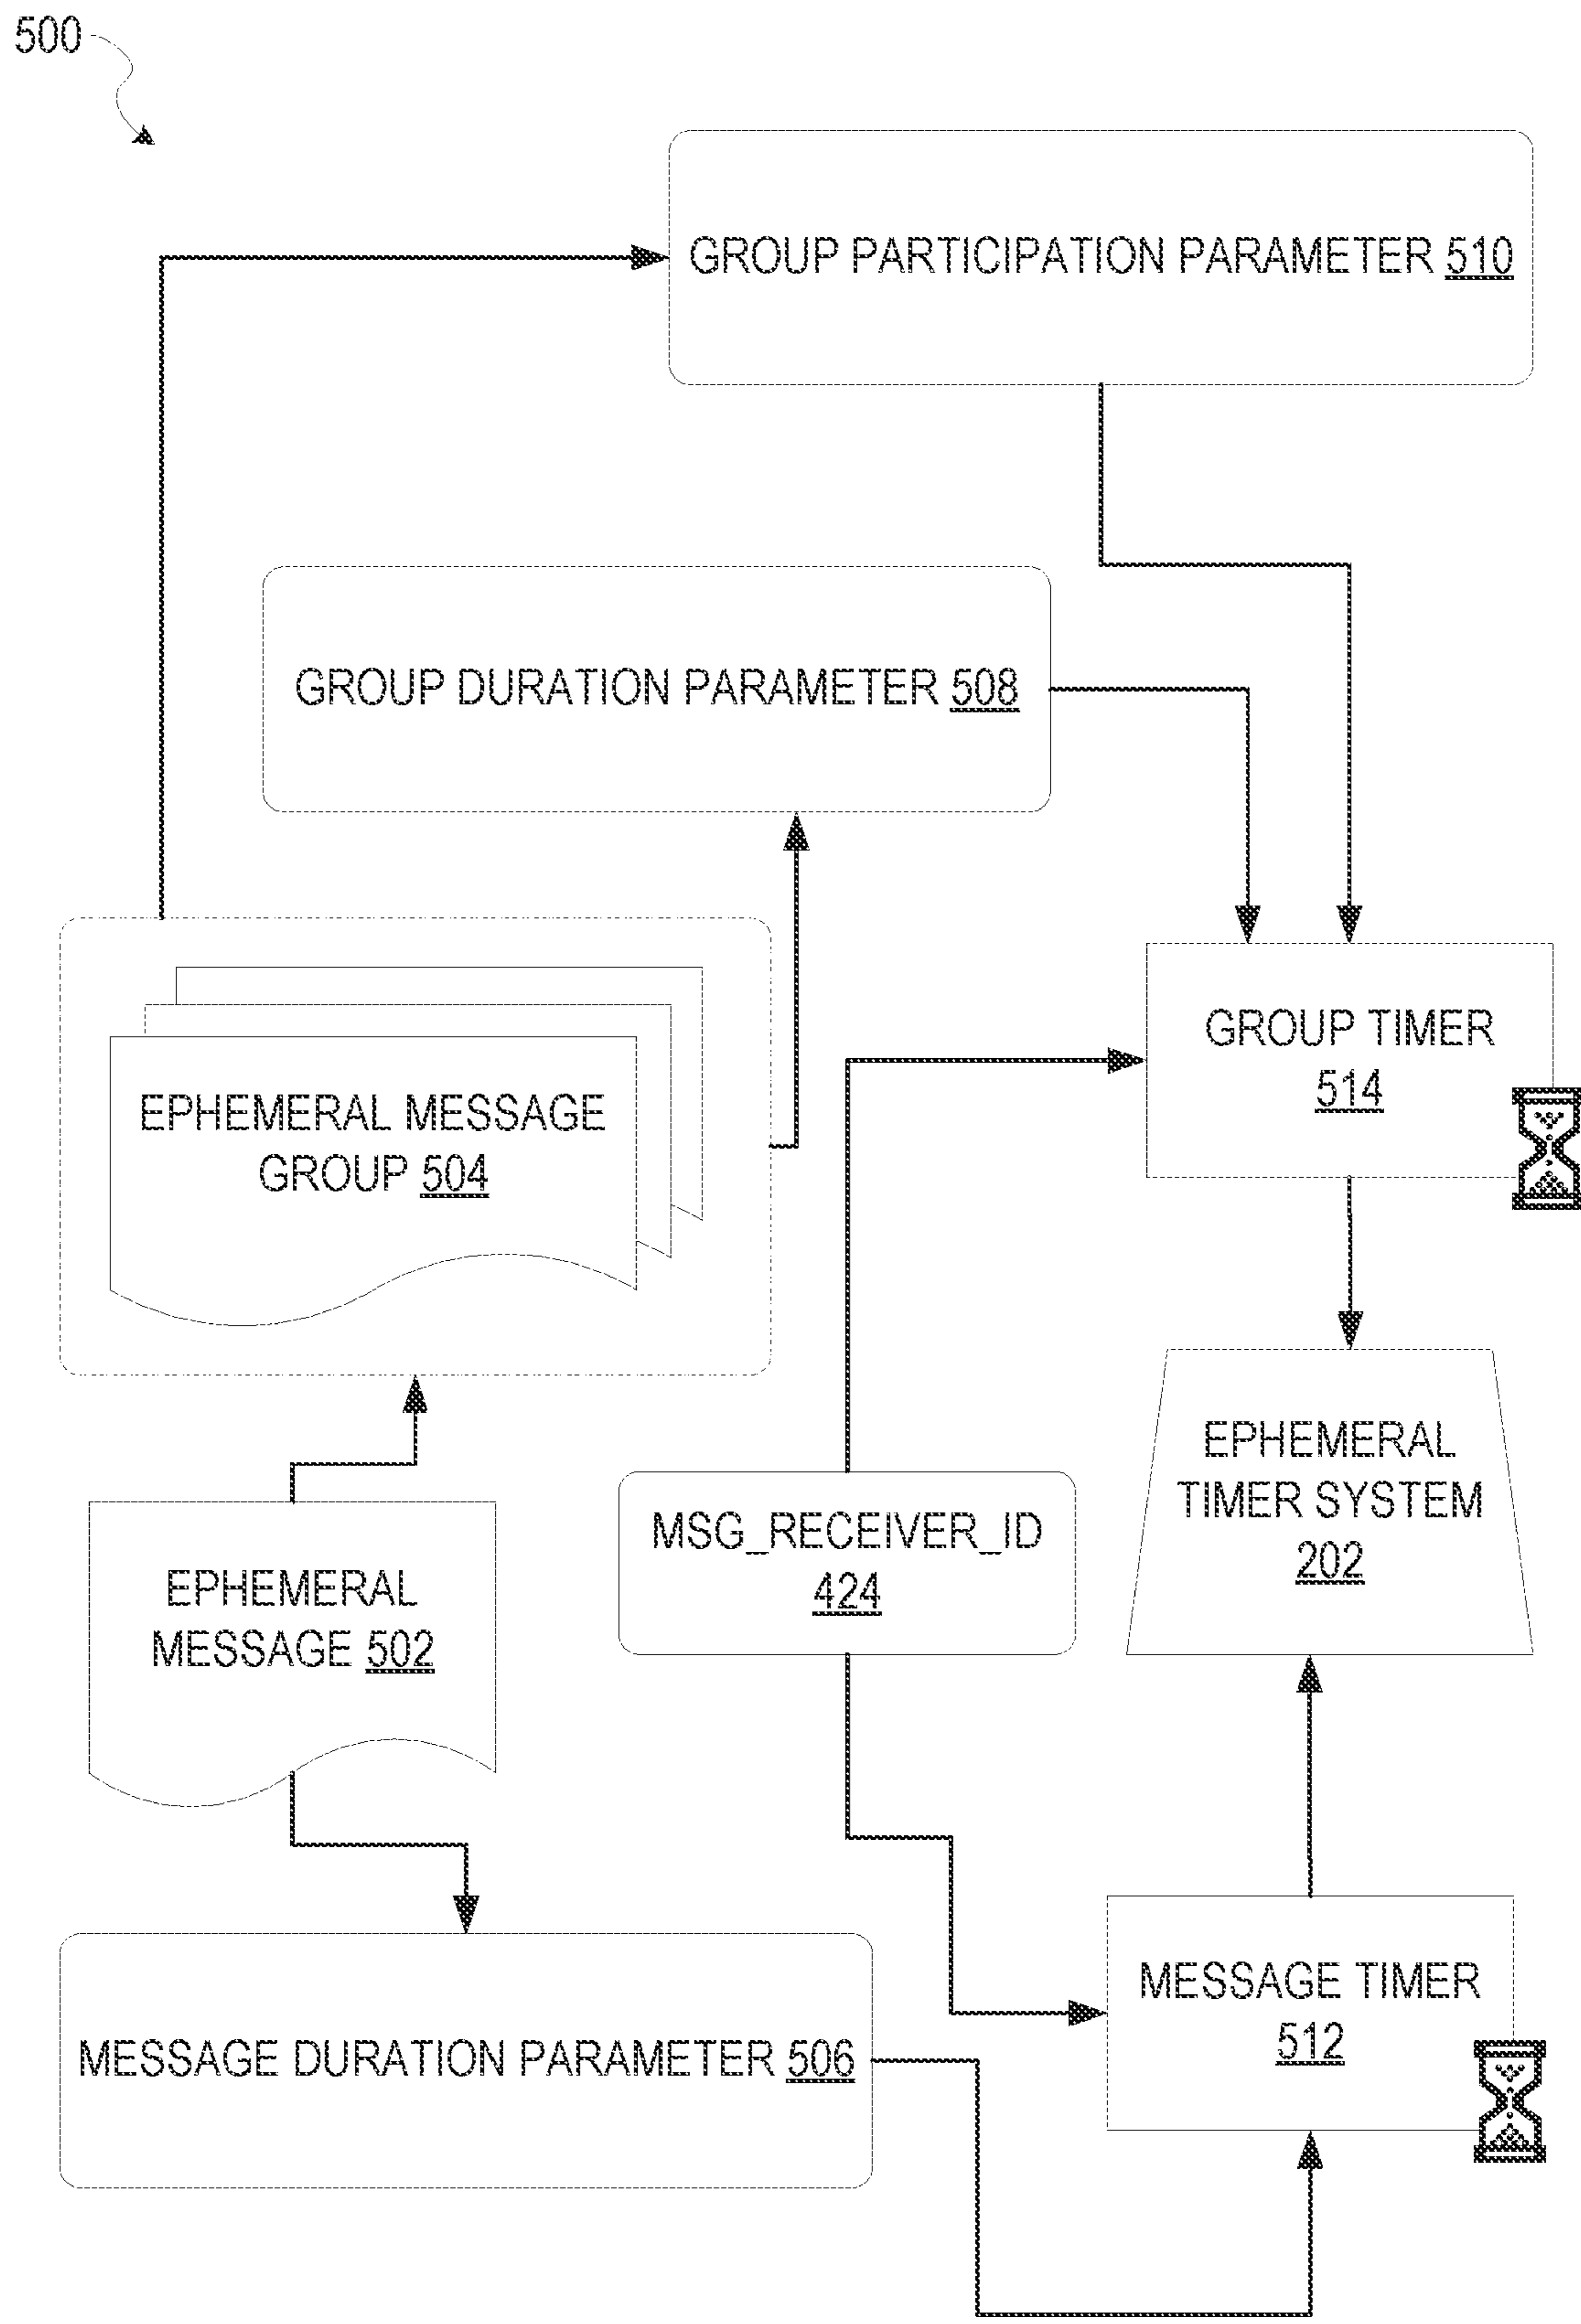 500
GROUP PARTICIPATION PARAMETER 510
GROUP DURATION PARAMETER 508
GROUP TIMER
514
EPHEMERAL MESSAGE
GROUP 504
EPHEMERAL
TIMER SYSTEM
202
MSG_RECEIVER_ID
424
EPHEMERAL
MESSAGE 502
MESSAGE TIMER
512
MESSAGE DURATION PARAMETER 506